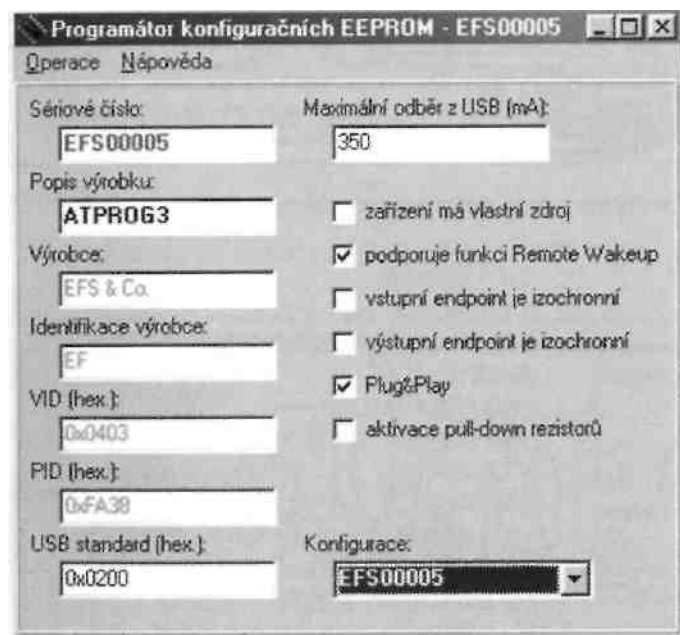 Programátor konfiguračních EEPROM - EFS00005
Operace Nápověda
Sériové číslo:
EFS00005
Popis výrobku:
ATPROG3
Výrobce:
EFS & Co.
Identifikace výrobce:
EF
VID (hex.):
0x0403
PID (hex.):
0xFA38
USB standard (hex.):
0x0200
Maximální odběr z USB (mA):
350
zařízení má vlastní zdroj
podporuje funkci Remote Wakeup
vstupní endpoint je izochronní
výstupní endpoint je izochronní
Plug&Play
aktivace pull-down rezistorů
Konfigurace:
EFS00005